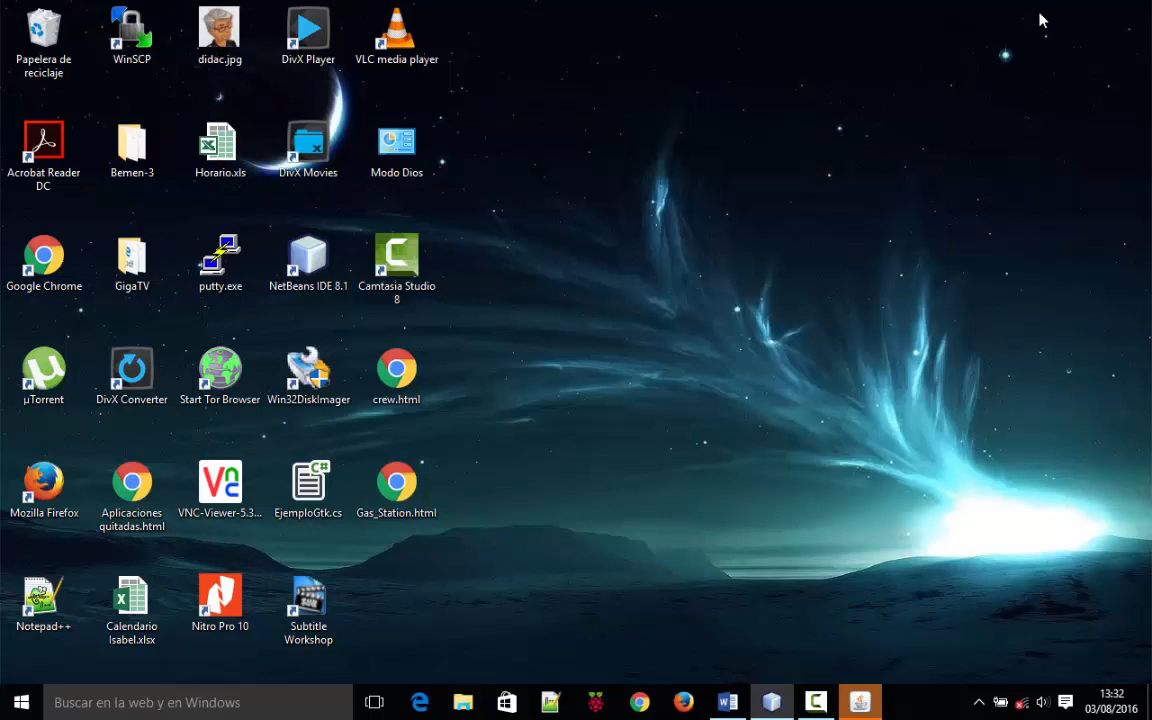 Papelera de
reciclaje
WinSCP
didac.jpg
DivX Player
VLC media player
Acrobat Reader
DC
Bemen-3
Horario.xls
DivX Movies
Modo Dios
Google Chrome
GigaTV
putty.exe
NetBeans IDE 8.1
Camtasia Studio
8
µTorrent
DivX Converter
Start Tor Browser
Win32DiskImager
crew.html
Mozilla Firefox
Aplicaciones
quitadas.html
VNC-Viewer-5.3...
EjemploGtk.cs
Gas_Station.html
Notepad++
Calendario
Isabel.xlsx
Nitro Pro 10
Subtitle
Workshop
Buscar en la web y en Windows
13:32
03/08/2016